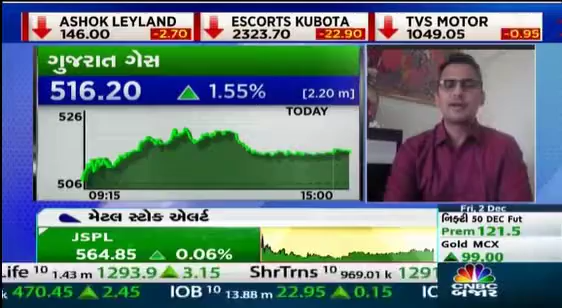 ASHOK LEYLAND
146.00 -2.70
ESCORTS KUBOTA
2323.70 -22.90
TVS MOTOR
1049.05 -0.95
ગુજરાત ગેસ
516.20 1.55% [2.20 m]
TODAY
526
506
09:15 15:00
મેટલ સ્ટોક એલર્ટ
JSPL
564.85 0.06%
Fri, 2 Dec
નિફ્ટી 50 DEC Fut
Prem 121.5
Gold MCX
99.00
CNBC
બજાર
Life 10 1.43 m 1293.9 3.15 ShrTrns 10 969.01 k 1291
k 470.45 2.45 IOB 10 13.88 m 22.95 0.15